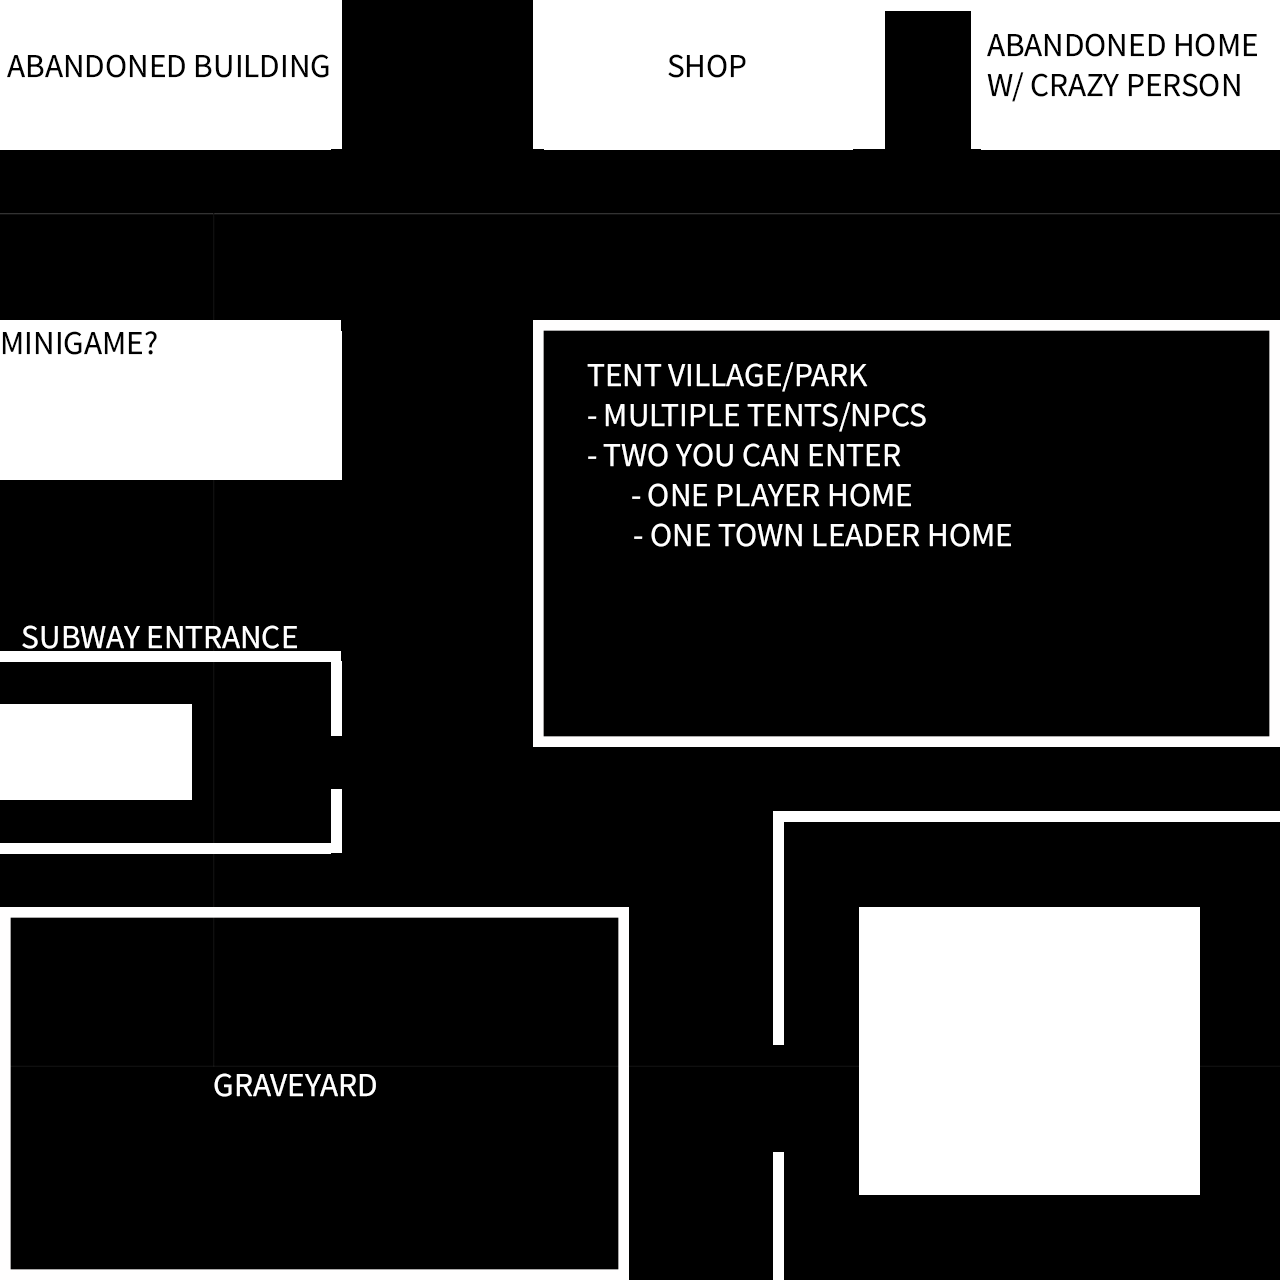 ABANDONED BUILDING
SHOP
ABANDONED HOME
W/ CRAZY PERSON
MINIGAME?
TENT VILLAGE/PARK
- MULTIPLE TENTS/NPCS
- TWO YOU CAN ENTER
- ONE PLAYER HOME
- ONE TOWN LEADER HOME
SUBWAY ENTRANCE
GRAVEYARD